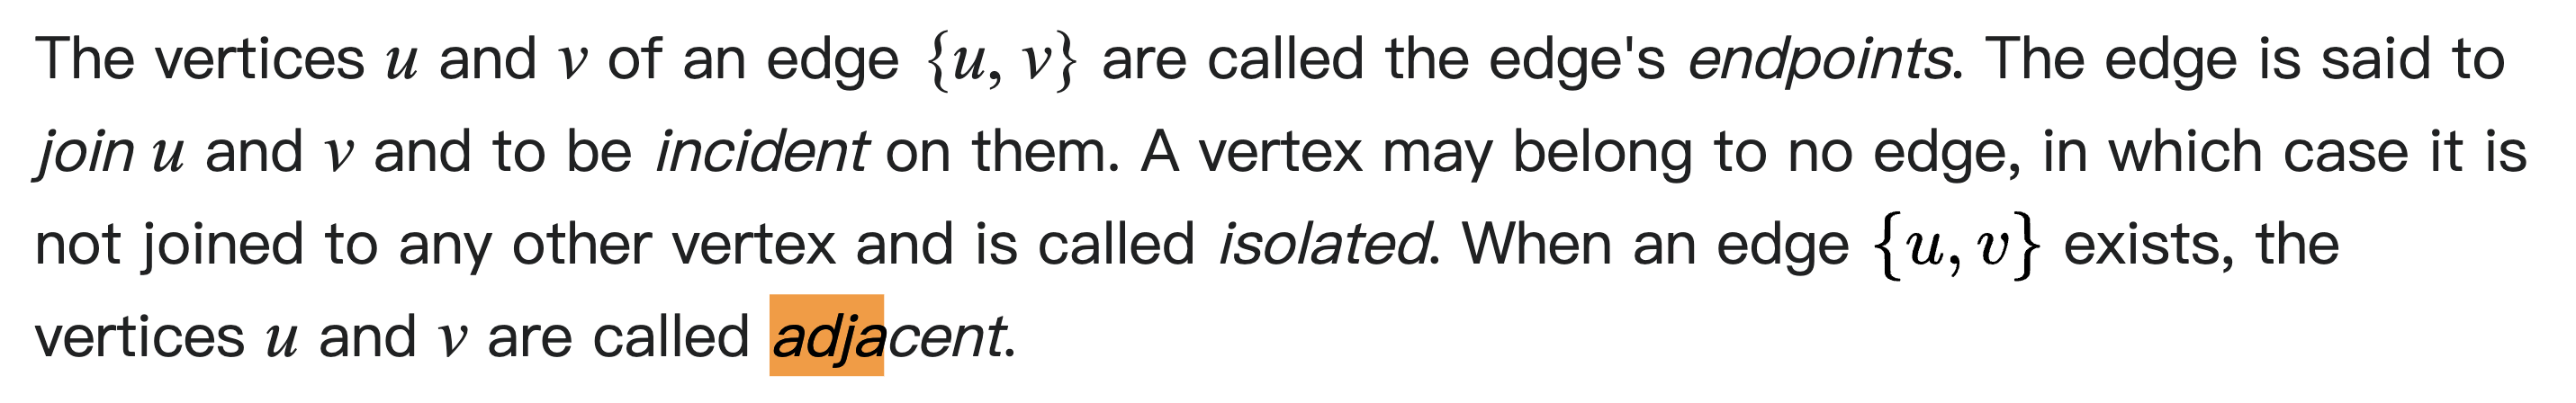 The vertices u and v of an edge {u, v} are called the edge's endpoints. The edge is said to
join u and v and to be incident on them. A vertex may belong to no edge, in which case it is
not joined to any other vertex and is called isolated. When an edge {u, v} exists, the
vertices u and v are called adjacent.